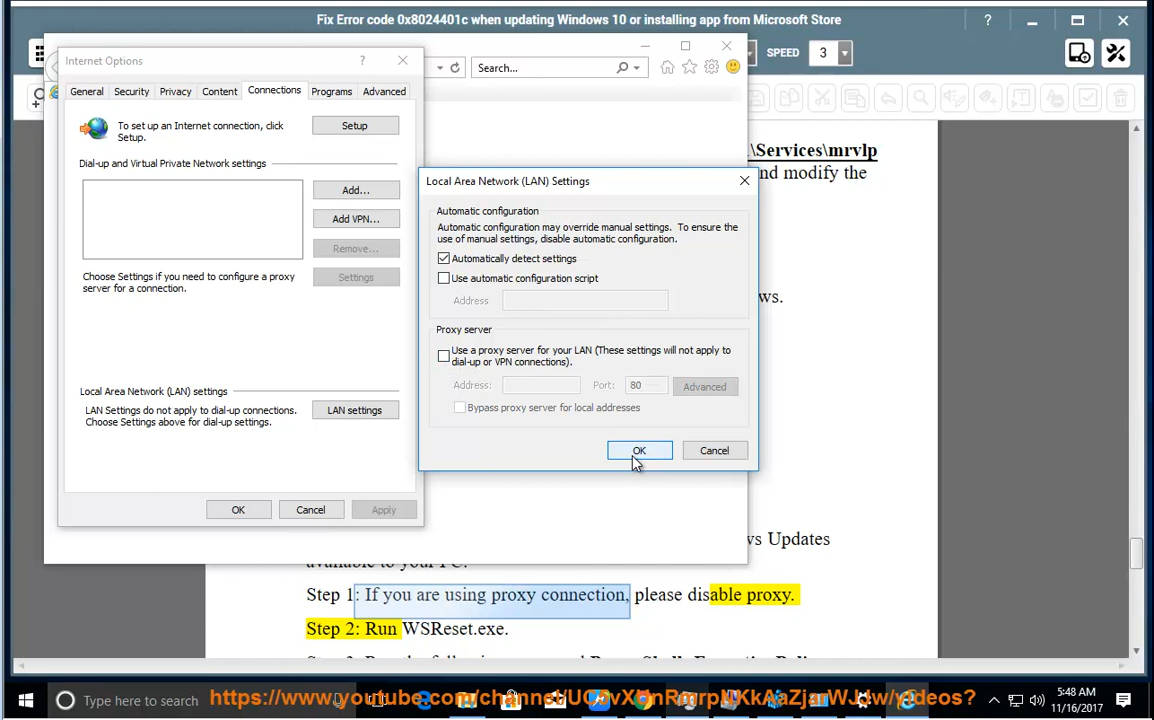 Fix Error code 0x8024401c when updating Windows 10 or installing app from Microsoft Store
SPEED 3
Internet Options
Search...
General Security Privacy Content Connections Programs Advanced
To set up an Internet connection, click
Setup.
Setup
Dial-up and Virtual Private Network settings
Add...
Add VPN...
Remove...
Choose Settings if you need to configure a proxy
server for a connection.
Settings
Local Area Network (LAN) settings
LAN Settings do not apply to dial-up connections.
Choose Settings above for dial-up settings.
LAN settings
OK Cancel Apply
\Services\mrvlp
nd modify the
Local Area Network (LAN) Settings
Automatic configuration
Automatic configuration may override manual settings. To ensure the
use of manual settings, disable automatic configuration.
Automatically detect settings
Use automatic configuration script
Address
ws.
Proxy server
Use a proxy server for your LAN (These settings will not apply to
dial-up or VPN connections).
Address: Port: 80 Advanced
Bypass proxy server for local addresses
OK Cancel
vs Updates
available to your PC.
Step 1: If you are using proxy connection, please disable proxy.
Step 2: Run WSReset.exe.
Type here to search
5:48 AM
11/16/2017